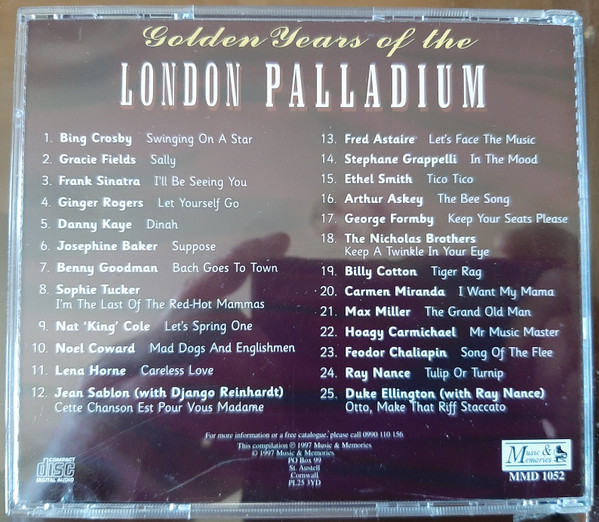 Golden Years of the
LONDON PALLADIUM
1. Bing Crosby Swinging On A Star
2. Gracie Fields Sally
3. Frank Sinatra I'll Be Seeing You
4. Ginger Rogers Let Yourself Go
5. Danny Kaye Dinah
6. Josephine Baker Suppose
7. Benny Goodman Bach Goes To Town
8. Sophie Tucker
I'm The Last Of The Red-Hot Mammas
9. Nat 'King' Cole Let's Spring One
10. Noel Coward Mad Dogs And Englishmen
11. Lena Horne Careless Love
12. Jean Sablon (with Django Reinhardt)
Cette Chanson Est Pour Vous Madame
13. Fred Astaire Let's Face The Music
14. Stephane Grappelli In The Mood
15. Ethel Smith Tico Tico
16. Arthur Askey The Bee Song
17. George Formby Keep Your Seats Please
18. The Nicholas Brothers
Keep A Twinkle In Your Eye
19. Billy Cotton Tiger Rag
20. Carmen Miranda I Want My Mama
21. Max Miller The Grand Old Man
22. Hoagy Carmichael Mr Music Master
23. Feodor Chaliapin Song Of The Flee
24. Ray Nance Tulip Or Turnip
25. Duke Ellington (with Ray Nance)
Otto, Make That Riff Staccato
For more information or a free catalogue, please call 0990 110 156
This compilation ℗ 1997 Music & Memories
© 1997 Music & Memories
PO Box 99
St. Austell
Cornwall
PL25 3YD
COMPACT
disc
DIGITAL AUDIO
Music &
Memories
MMD 1052